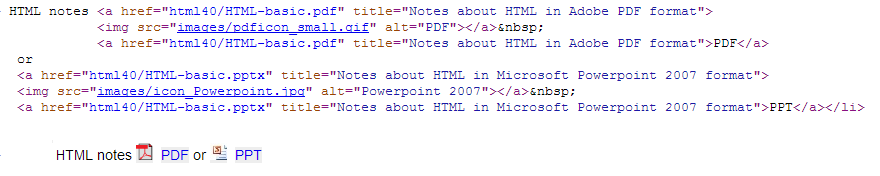 HTML notes <a href="html40/HTML-basic.pdf" title="Notes about HTML in Adobe PDF format">
<img src="images/pdficon_small.gif" alt="PDF"></a>&nbsp;
<a href="html40/HTML-basic.pdf" title="Notes about HTML in Adobe PDF format">PDF</a>
or
<a href="html40/HTML-basic.pptx" title="Notes about HTML in Microsoft Powerpoint 2007 format">
<img src="images/icon_Powerpoint.jpg" alt="Powerpoint 2007"></a>&nbsp;
<a href="html40/HTML-basic.pptx" title="Notes about HTML in Microsoft Powerpoint 2007 format">PPT</a></li>
HTML notes PDF or PPT